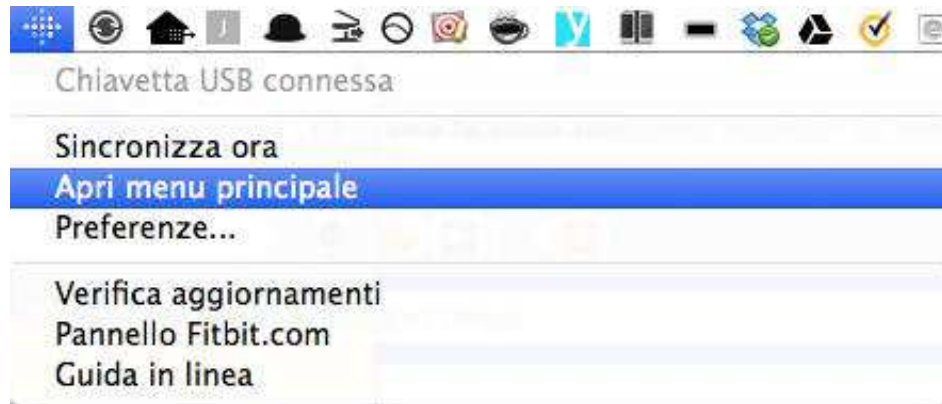 y
Chiavetta USB connessa
Sincronizza ora
Apri menu principale
Preferenze...
Verifica aggiornamenti
Pannello Fitbit.com
Guida in linea